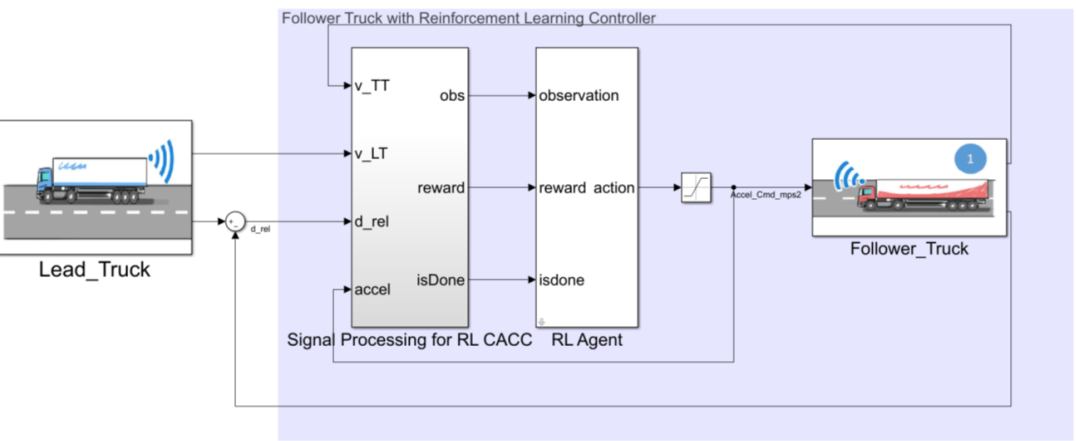 Follower Truck with Reinforcement Learning Controller
v_TT
obs
observation
v_LT
reward
reward action
d_rel
d_rel
accel
isDone
isdone
Accel_Cmd_mps2
1
Lead_Truck
Follower_Truck
Signal Processing for RL CACC
RL Agent